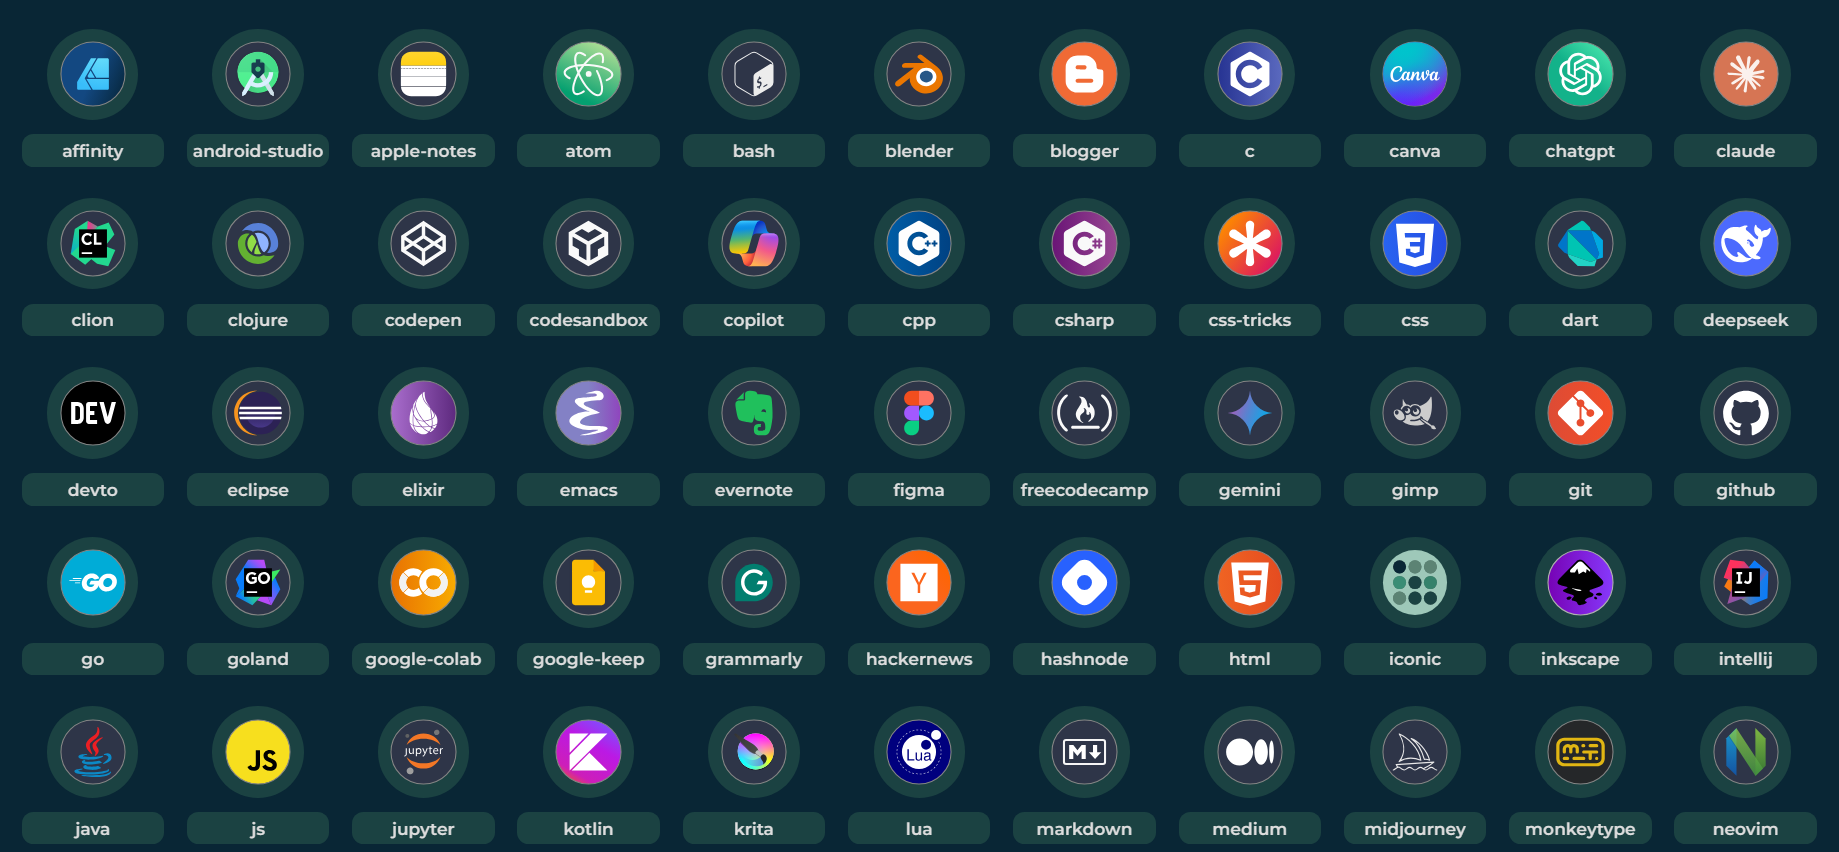 $_
C
Canva
affinity android-studio apple-notes atom bash blender blogger c canva chatgpt claude
CL
C++
C#
3
clion clojure codepen codesandbox copilot cpp csharp css-tricks css dart deepseek
DEV
devto eclipse elixir emacs evernote figma freecodecamp gemini gimp git github
GO
GO
CO
G
Y
5
IJ
go goland google-colab google-keep grammarly hackernews hashnode html iconic inkscape intellij
JS
jupyter
Lua
M
java js jupyter kotlin krita lua markdown medium midjourney monkeytype neovim